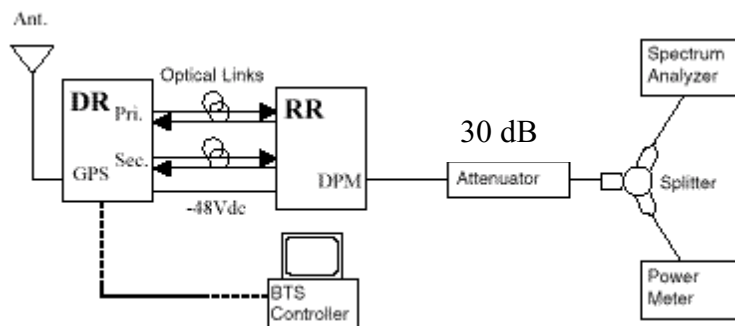 Ant.
DR
Pri.
Sec.
GPS
Optical Links
RR
DPM
-48Vdc
BTS
Controller
30 dB
Attenuator
Splitter
Spectrum
Analyzer
Power
Meter